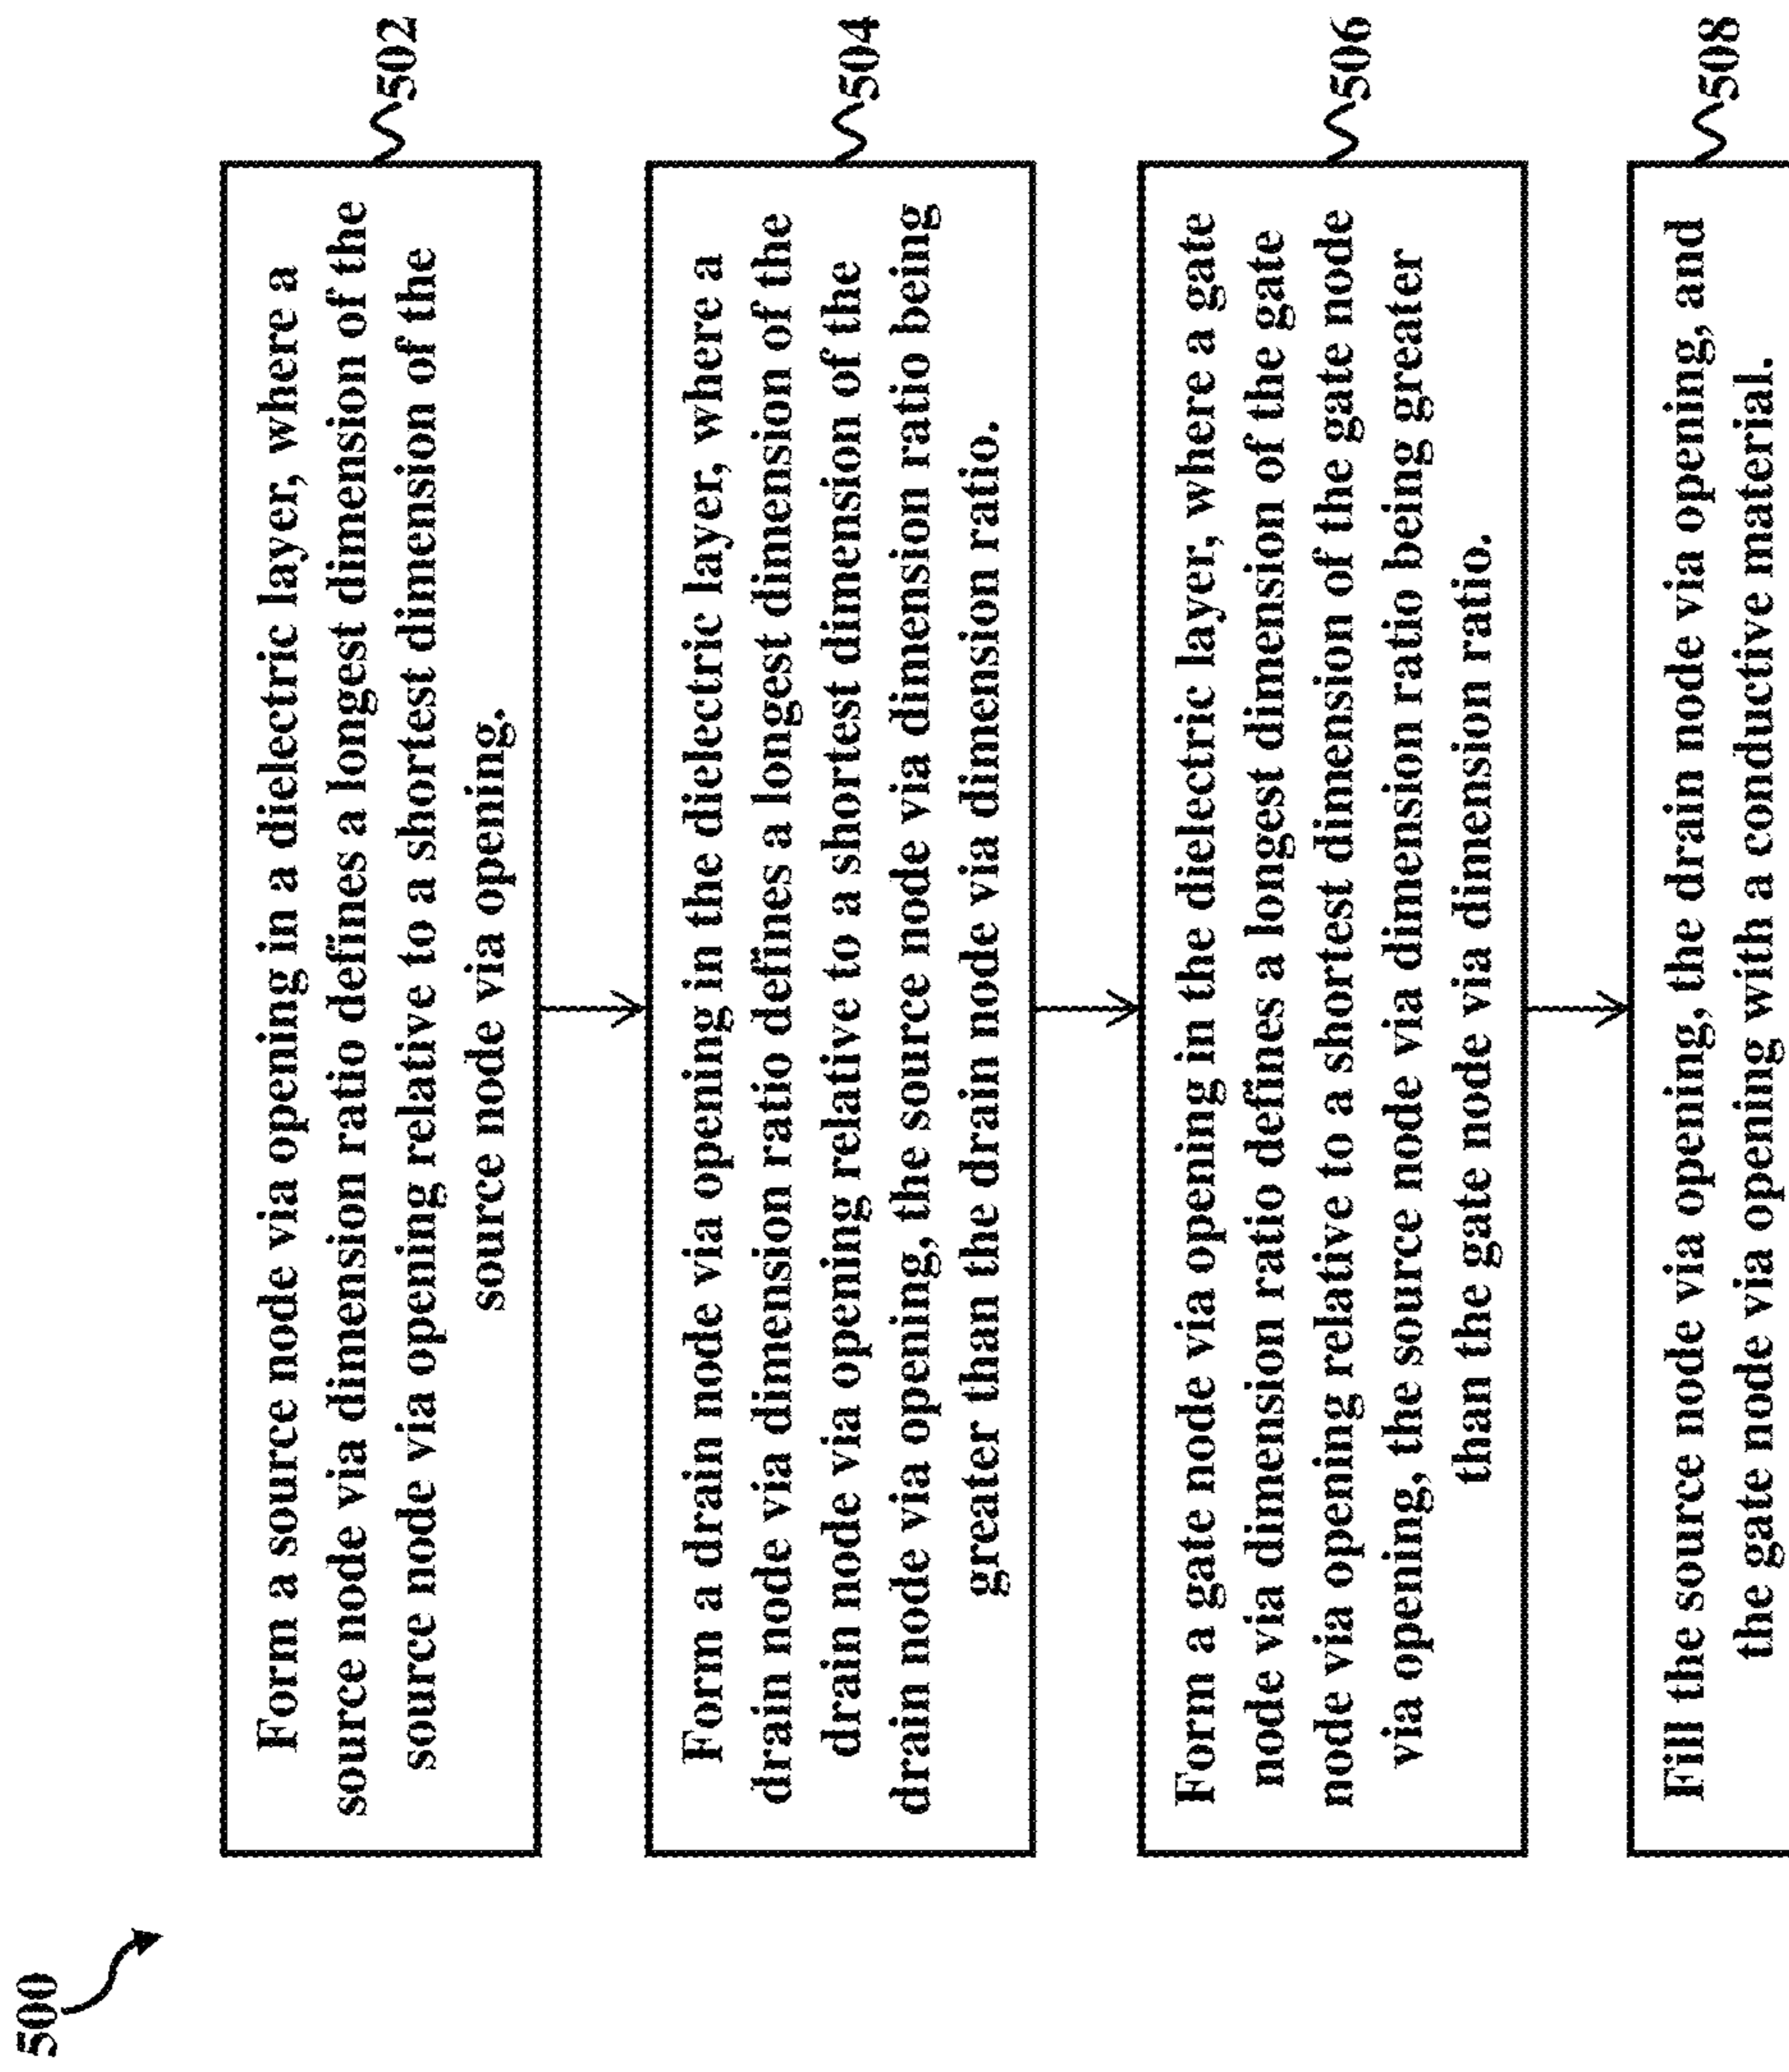 500
Form a source node via opening in a dielectric layer, where a
source node via dimension ratio defines a longest dimension of the
source node via opening relative to a shortest dimension of the
source node via opening.
502
Form a drain node via opening in the dielectric layer, where a
drain node via dimension ratio defines a longest dimension of the
drain node via opening relative to a shortest dimension of the
drain node via opening, the source node via dimension ratio being
greater than the drain node via dimension ratio.
504
Form a gate node via opening in the dielectric layer, where a gate
node via dimension ratio defines a longest dimension of the gate
node via opening relative to a shortest dimension of the gate node
via opening, the source node via dimension ratio being greater
than the gate node via dimension ratio.
506
Fill the source node via opening, the drain node via opening, and
the gate node via opening with a conductive material.
508